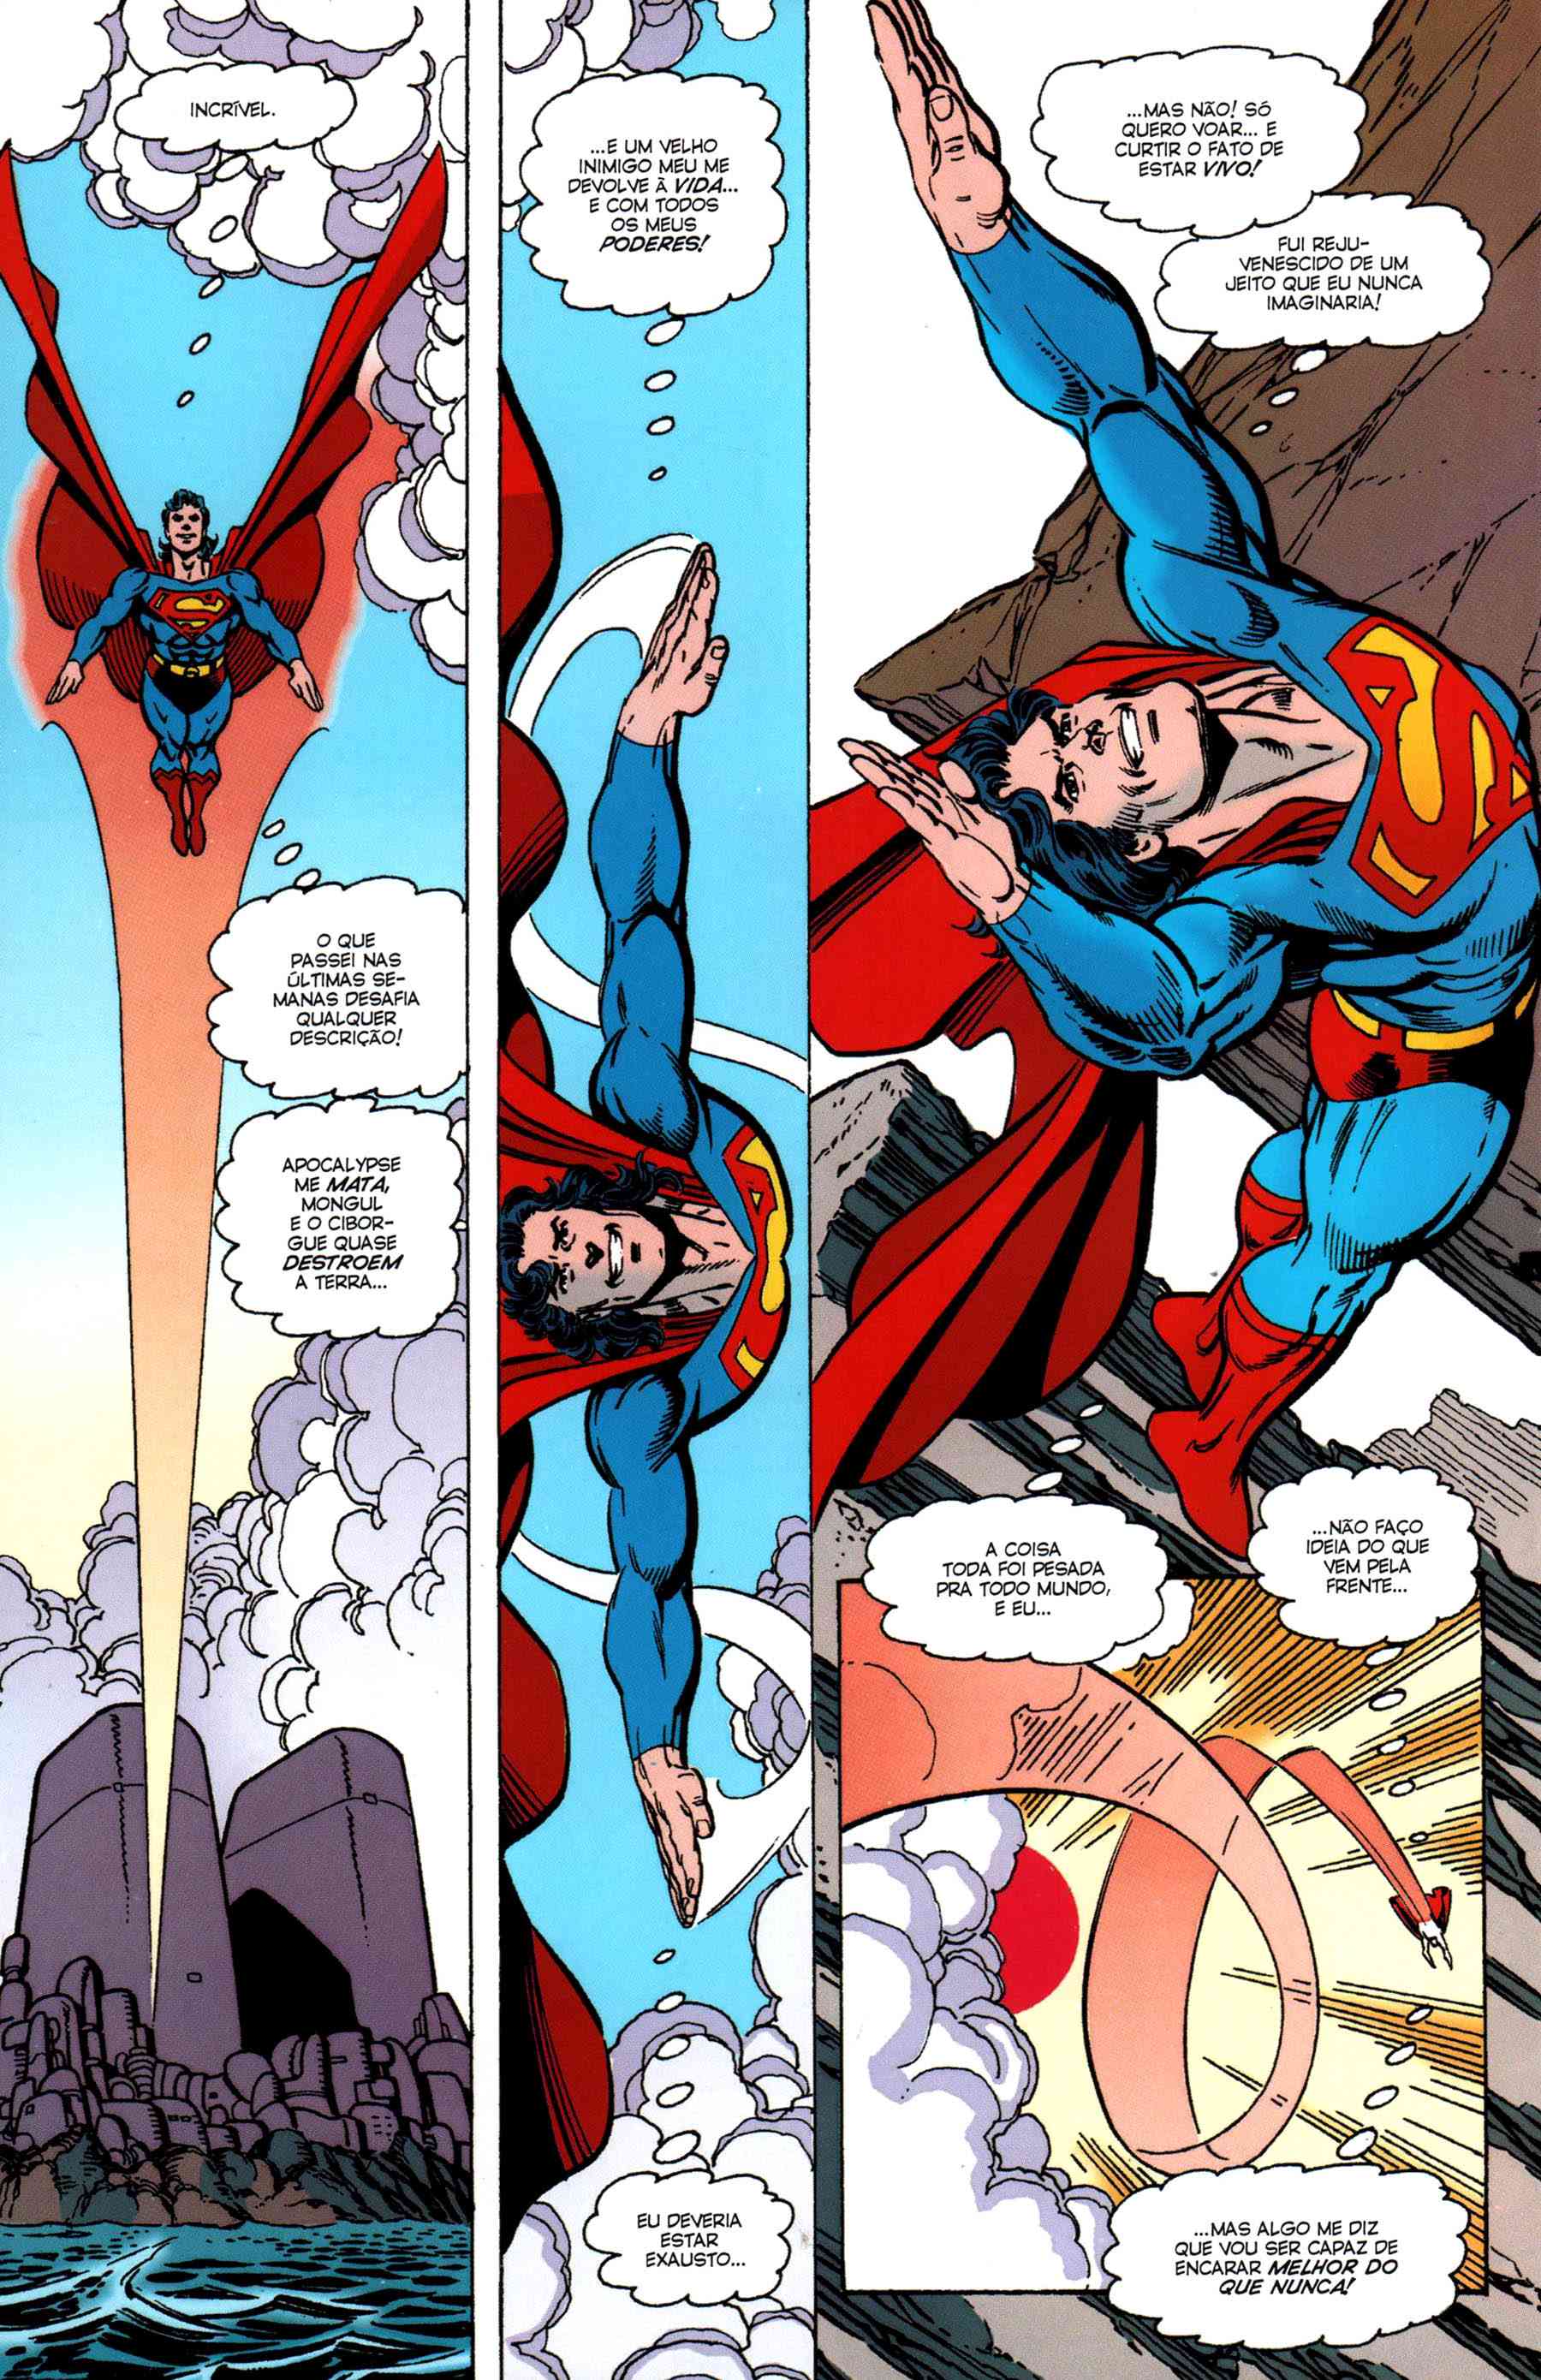 INCRÍVEL.
O QUE
PASSEI NAS
ÚLTIMAS SE-
MANAS DESAFIA
QUALQUER
DESCRIÇÃO!
APOCALYPSE
ME MATA,
MONGUL
E O CIBOR-
GUE QUASE
DESTROEM
A TERRA...
...E UM VELHO
INIMIGO MEU ME
DEVOLVE À VIDA...
E COM TODOS
OS MEUS
PODERES!
EU DEVERIA
ESTAR
EXAUSTO...
...MAS NÃO! SÓ
QUERO VOAR... E
CURTIR O FATO DE
ESTAR VIVO!
FUI REJU-
VENESCIDO DE UM
JEITO QUE EU NUNCA
IMAGINARIA!
A COISA
TODA FOI PESADA
PRA TODO MUNDO,
E EU...
...NÃO FAÇO
IDEIA DO QUE
VEM PELA
FRENTE...
...MAS ALGO ME DIZ
QUE VOU SER CAPAZ DE
ENCARAR MELHOR DO
QUE NUNCA!